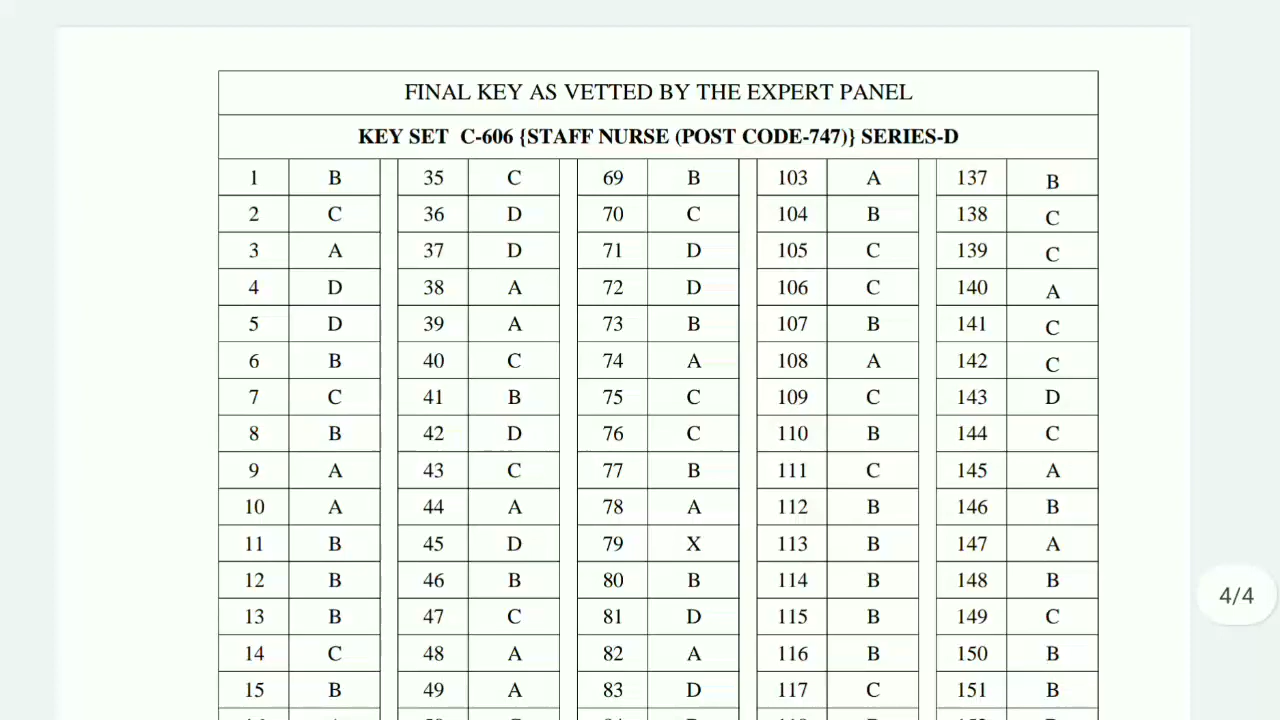 FINAL KEY AS VETTED BY THE EXPERT PANEL
KEY SET C-606 {STAFF NURSE (POST CODE-747)} SERIES-D
1 B 35 C 69 B 103 A 137 B
2 C 36 D 70 C 104 B 138 C
3 A 37 D 71 D 105 C 139 C
4 D 38 A 72 D 106 C 140 A
5 D 39 A 73 B 107 B 141 C
6 B 40 C 74 A 108 A 142 C
7 C 41 B 75 C 109 C 143 D
8 B 42 D 76 C 110 B 144 C
9 A 43 C 77 B 111 C 145 A
10 A 44 A 78 A 112 B 146 B
11 B 45 D 79 X 113 B 147 A
12 B 46 B 80 B 114 B 148 B
13 B 47 C 81 D 115 B 149 C
14 C 48 A 82 A 116 B 150 B
15 B 49 A 83 D 117 C 151 B
4/4